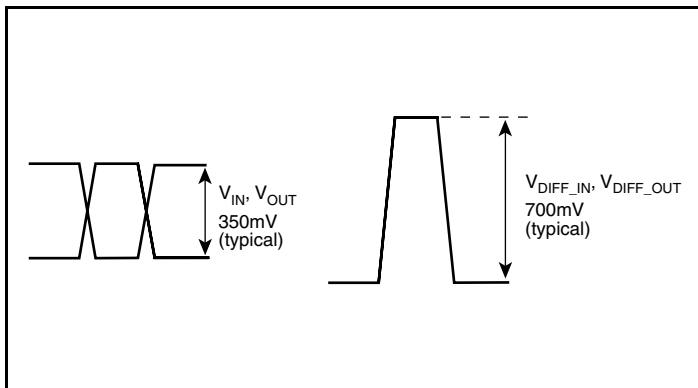 V_IN, V_OUT
350mV
(typical)
V_DIFF_IN, V_DIFF_OUT
700mV
(typical)